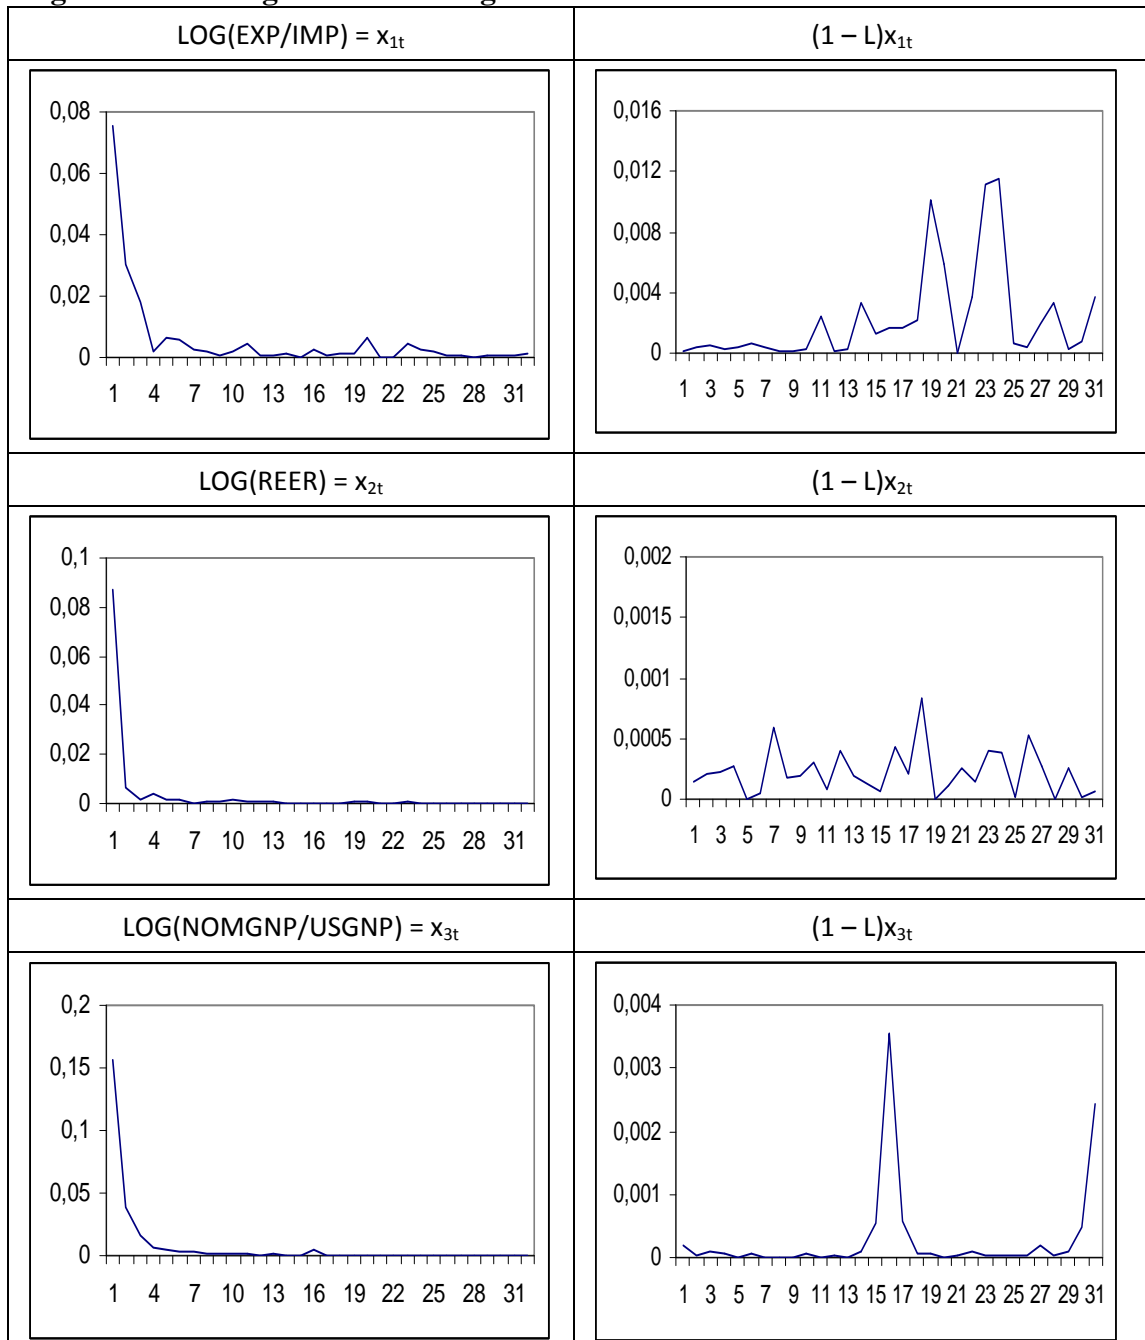 LOG(EXP/IMP) = x1t
(1 – L)x1t
0,08
0,06
0,04
0,02
0
1 4 7 10 13 16 19 22 25 28 31
0,016
0,012
0,008
0,004
0
1 3 5 7 9 11 13 15 17 19 21 23 25 27 29 31
LOG(REER) = x2t
(1 – L)x2t
0,1
0,08
0,06
0,04
0,02
0
1 4 7 10 13 16 19 22 25 28 31
0,002
0,0015
0,001
0,0005
0
1 3 5 7 9 11 13 15 17 19 21 23 25 27 29 31
LOG(NOMGNP/USGNP) = x3t
(1 – L)x3t
0,2
0,15
0,1
0,05
0
1 4 7 10 13 16 19 22 25 28 31
0,004
0,003
0,002
0,001
0
1 3 5 7 9 11 13 15 17 19 21 23 25 27 29 31